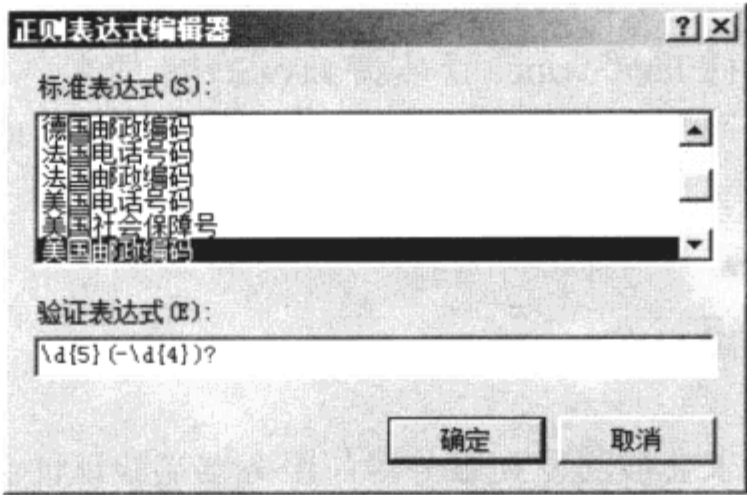 正则表达式编辑器
标准表达式(S):
德国邮政编码
法国电话号码
法国邮政编码
美国电话号码
美国社会保障号
美国邮政编码
验证表达式(E):
\d{5}(-\d{4})?
确定
取消